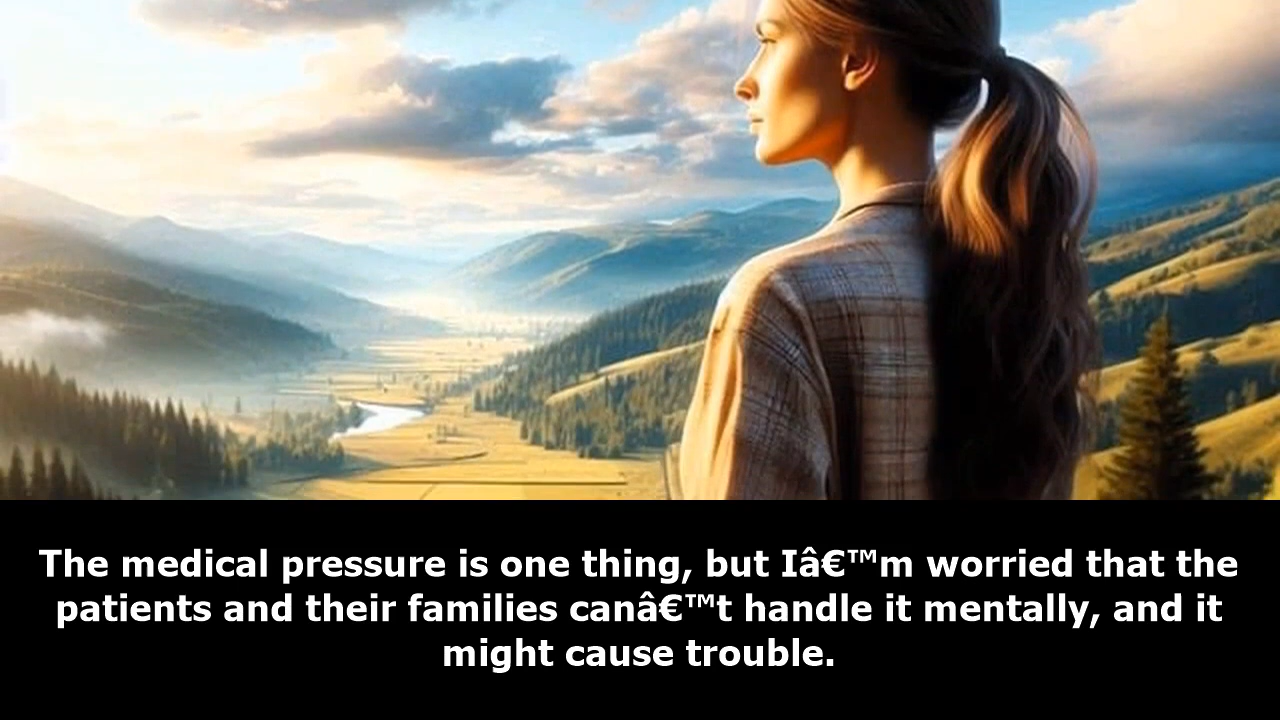 The medical pressure is one thing, but Iâ€™m worried that the
patients and their families canâ€™t handle it mentally, and it
might cause trouble.